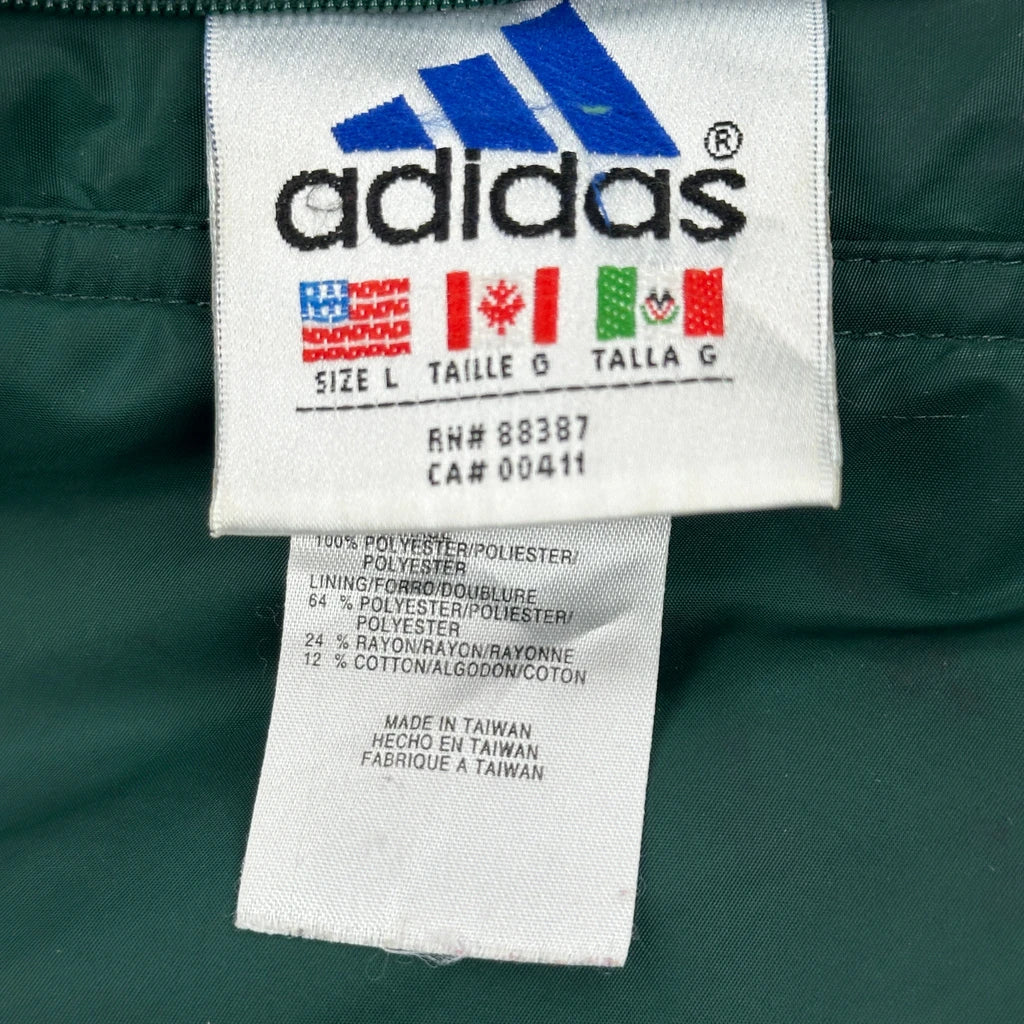 adidas®
SIZE L TAILLE G TALLA G
RN# 88387
CA# 00411
100% POLYESTER/POLIESTER/
POLYESTER
LINING/FORRO/DOUBLURE
64 % POLYESTER/POLIESTER/
POLYESTER
24 % RAYON/RAYON/RAYONNE
12 % COTTON/ALGODON/COTON
MADE IN TAIWAN
HECHO EN TAIWAN
FABRIQUE A TAIWAN